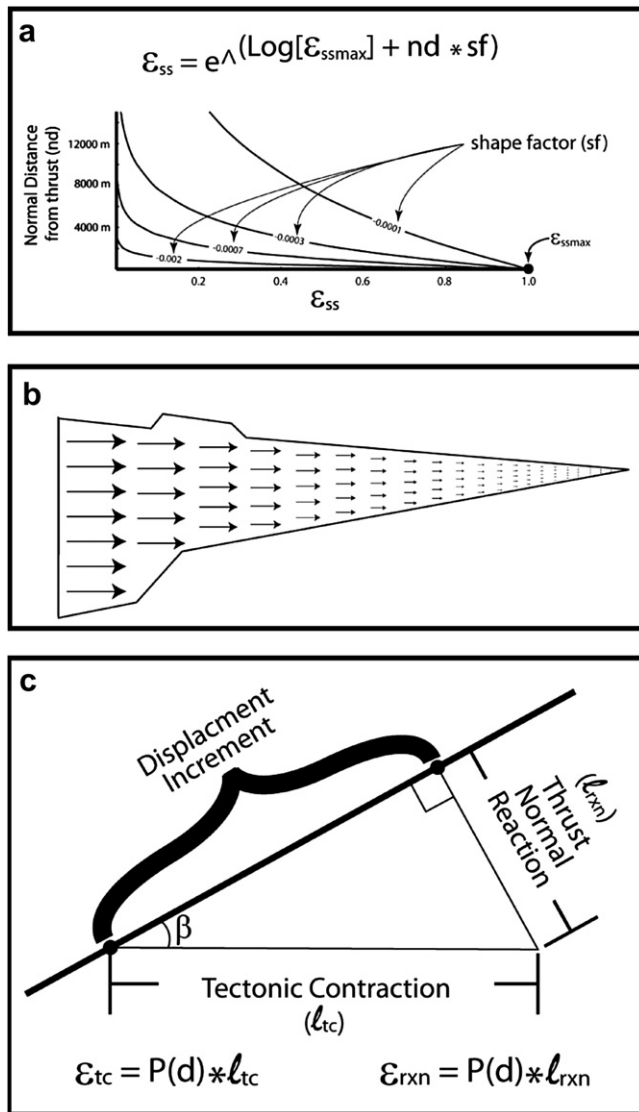 a
εss = e^(Log[εssmax] + nd * sf)
Normal Distance
from thrust (nd)
12000 m
8000 m
4000 m
shape factor (sf)
-0.0001
-0.0003
-0.0007
-0.002
εssmax
0.2
0.4
0.6
0.8
1.0
εss
b
c
Displacment
Increment
β
Thrust
Normal
Reaction
(ℓrxn)
Tectonic Contraction
(ℓtc)
εtc = P(d)*ℓtc
εrxn = P(d)*ℓrxn